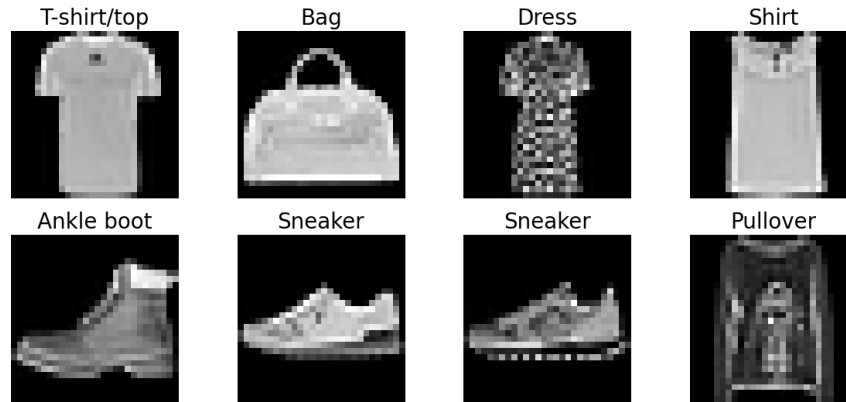 T-shirt/top Bag Dress Shirt
Ankle boot Sneaker Sneaker Pullover